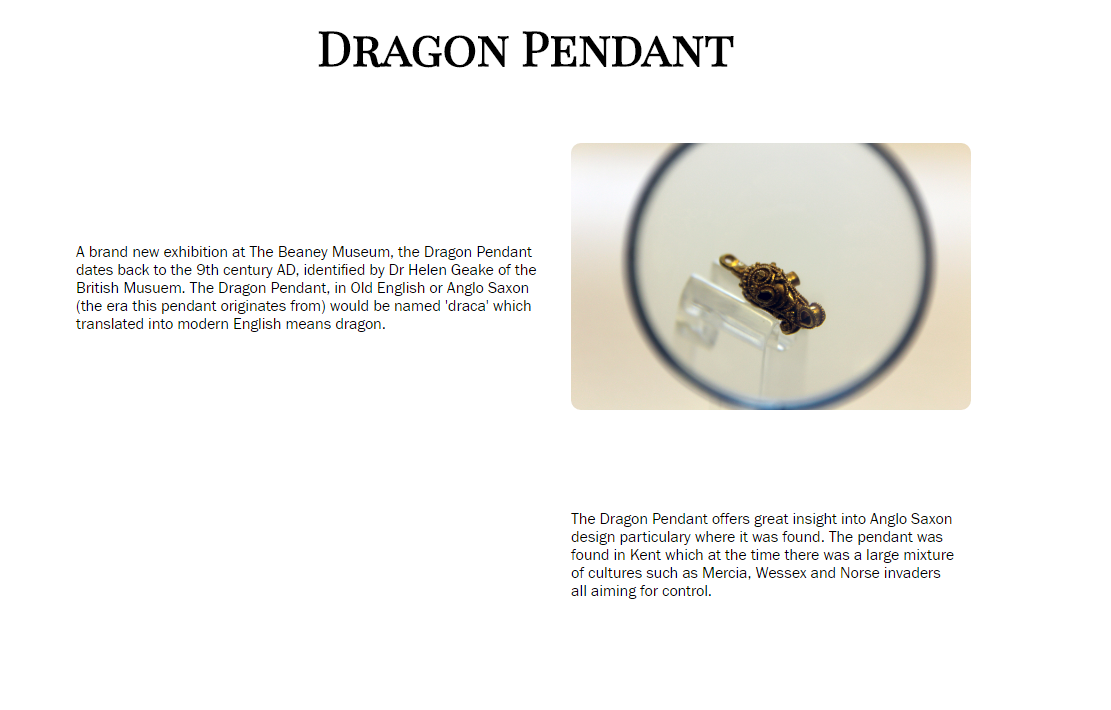 DRAGON PENDANT
A brand new exhibition at The Beaney Museum, the Dragon Pendant
dates back to the 9th century AD, identified by Dr Helen Geake of the
British Musuem. The Dragon Pendant, in Old English or Anglo Saxon
(the era this pendant originates from) would be named 'draca' which
translated into modern English means dragon.
The Dragon Pendant offers great insight into Anglo Saxon
design particulary where it was found. The pendant was
found in Kent which at the time there was a large mixture
of cultures such as Mercia, Wessex and Norse invaders
all aiming for control.